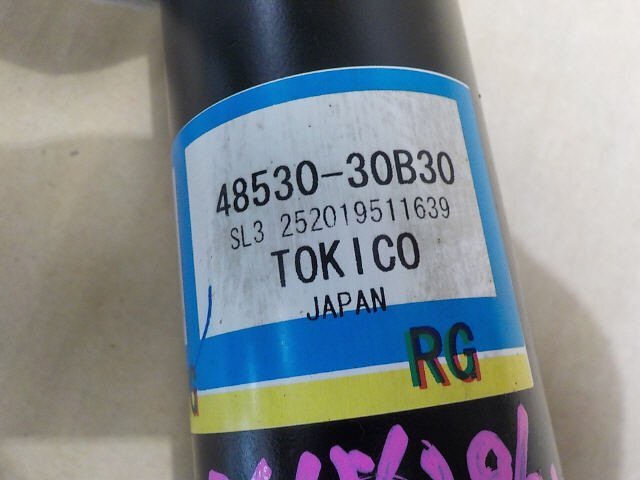 48530-30B30
SL3 252019511639
TOKICO
JAPAN
RG